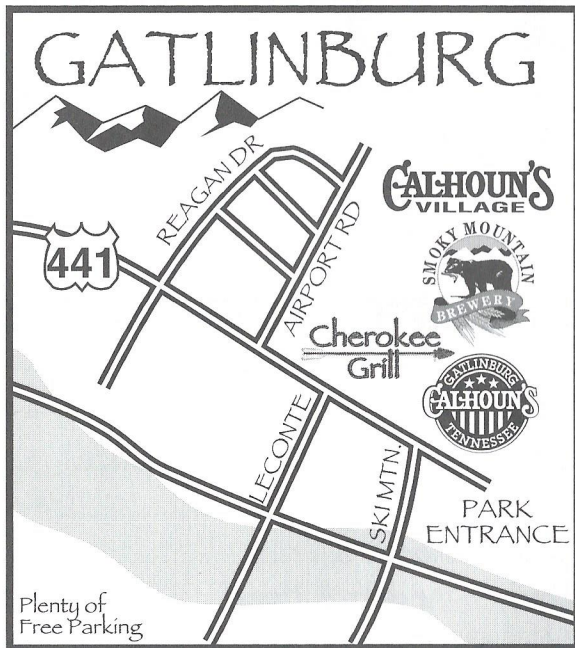 GATLINBURG
REAGAN DR
441
AIRPORT RD
CALHOUN'S
VILLAGE
SMOKY MOUNTAIN
BREWERY
Cherokee
Grill
GATLINBURG
CALHOUN'S
TENNESSEE
LECONTE
SKI MTN.
PARK
ENTRANCE
Plenty of
Free Parking